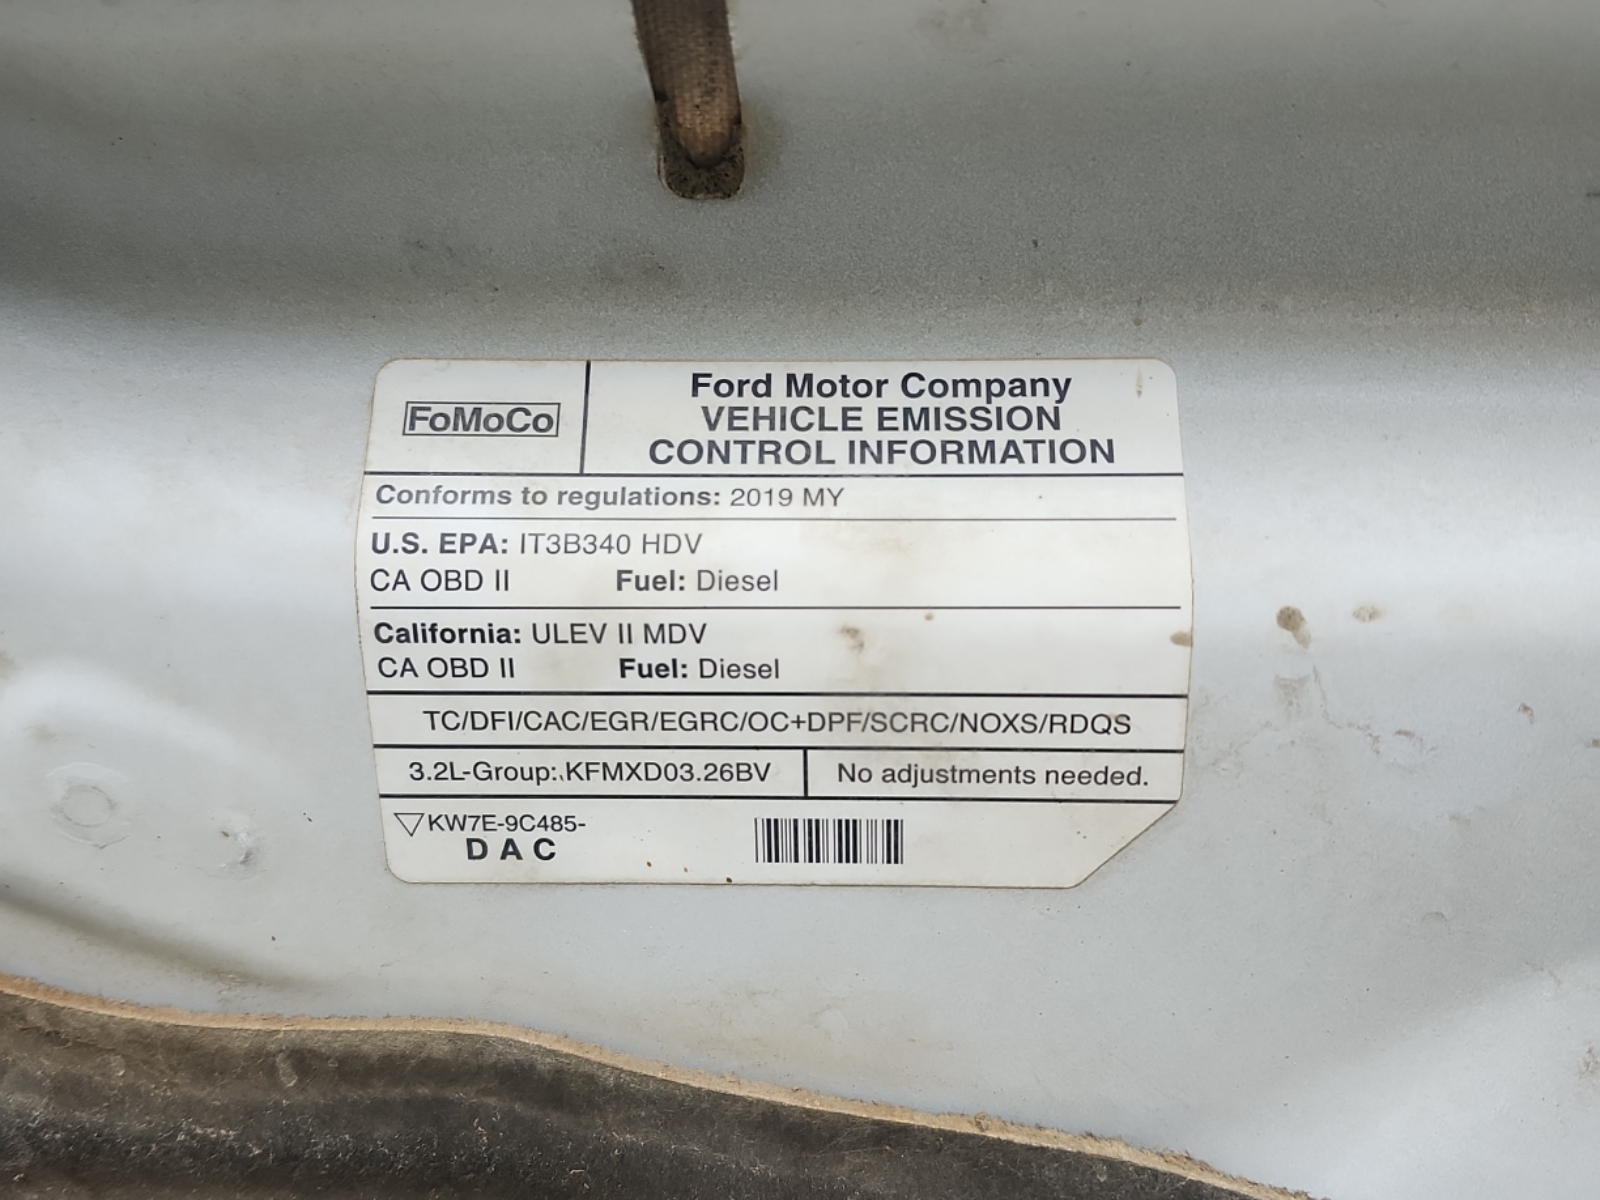 FoMoCo
Ford Motor Company
VEHICLE EMISSION
CONTROL INFORMATION
Conforms to regulations: 2019 MY
U.S. EPA: IT3B340 HDV
CA OBD II Fuel: Diesel
California: ULEV II MDV
CA OBD II Fuel: Diesel
TC/DFI/CAC/EGR/EGRC/OC+DPF/SCRC/NOXS/RDQS
3.2L-Group: KFMXD03.26BV
No adjustments needed.
KW7E-9C485-
D A C